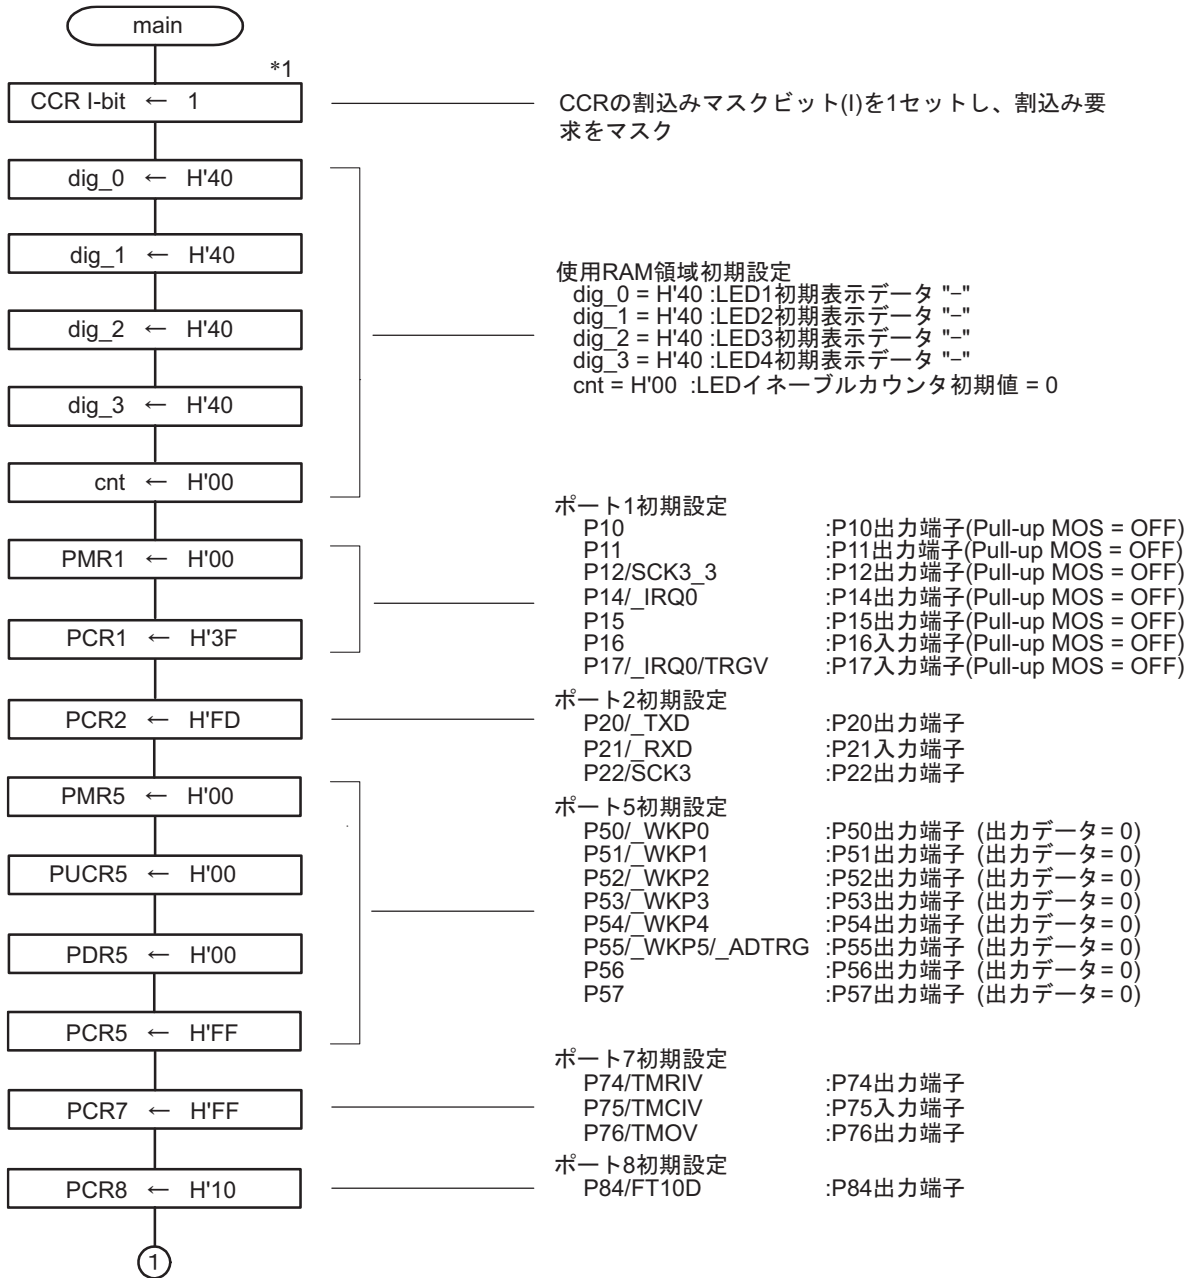 main
*1
CCR I-bit ← 1
CCRの割込みマスクビット(I)を1セットし、割込み要
求をマスク
dig_0 ← H'40
dig_1 ← H'40
dig_2 ← H'40
dig_3 ← H'40
cnt ← H'00
使用RAM領域初期設定
dig_0 = H'40 :LED1初期表示データ "−"
dig_1 = H'40 :LED2初期表示データ "−"
dig_2 = H'40 :LED3初期表示データ "−"
dig_3 = H'40 :LED4初期表示データ "−"
cnt = H'00 :LEDイネーブルカウンタ初期値 = 0
PMR1 ← H'00
PCR1 ← H'3F
ポート1初期設定
P10 :P10出力端子(Pull-up MOS = OFF)
P11 :P11出力端子(Pull-up MOS = OFF)
P12/SCK3_3 :P12出力端子(Pull-up MOS = OFF)
P14/_IRQ0 :P14出力端子(Pull-up MOS = OFF)
P15 :P15出力端子(Pull-up MOS = OFF)
P16 :P16入力端子(Pull-up MOS = OFF)
P17/_IRQ0/TRGV :P17入力端子(Pull-up MOS = OFF)
PCR2 ← H'FD
ポート2初期設定
P20/_TXD :P20出力端子
P21/_RXD :P21入力端子
P22/SCK3 :P22出力端子
PMR5 ← H'00
PUCR5 ← H'00
PDR5 ← H'00
PCR5 ← H'FF
ポート5初期設定
P50/_WKP0 :P50出力端子 (出力データ= 0)
P51/_WKP1 :P51出力端子 (出力データ= 0)
P52/_WKP2 :P52出力端子 (出力データ= 0)
P53/_WKP3 :P53出力端子 (出力データ= 0)
P54/_WKP4 :P54出力端子 (出力データ= 0)
P55/_WKP5/_ADTRG :P55出力端子 (出力データ= 0)
P56 :P56出力端子 (出力データ= 0)
P57 :P57出力端子 (出力データ= 0)
PCR7 ← H'FF
ポート7初期設定
P74/TMRIV :P74出力端子
P75/TMCIV :P75入力端子
P76/TMOV :P76出力端子
PCR8 ← H'10
ポート8初期設定
P84/FT10D :P84出力端子
1